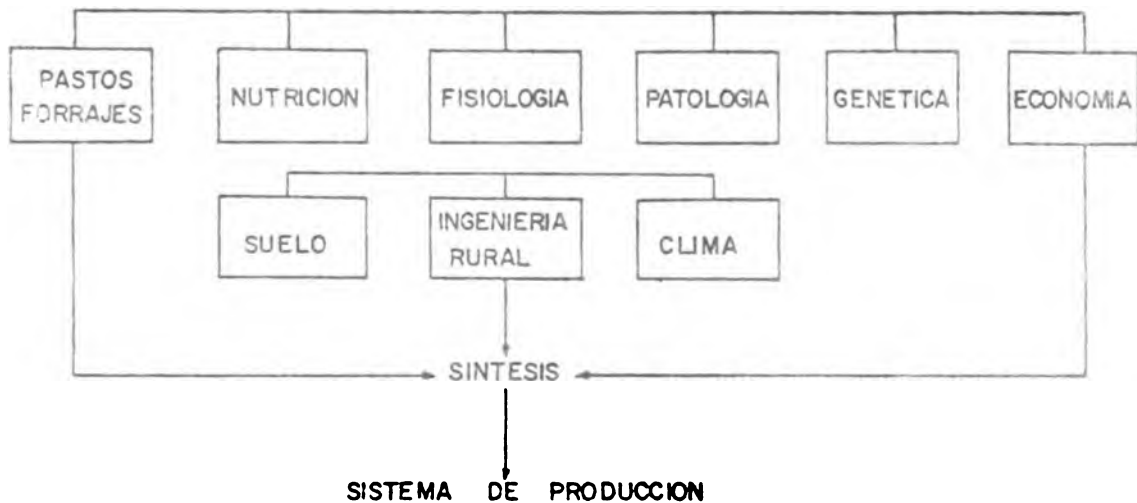 PASTOS
FORRAJES
NUTRICION
FISIOLOGIA
PATOLOGIA
GENETICA
ECONOMIA
SUELO
INGENIERIA
RURAL
CLIMA
SINTESIS
SISTEMA DE PRODUCCION